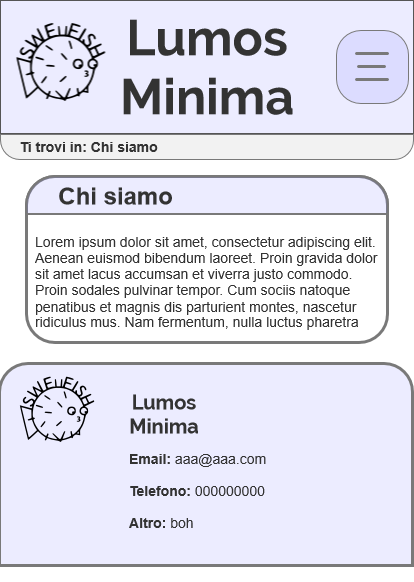 SWEUEFISH
Lumos
Minima
Ti trovi in: Chi siamo
Chi siamo
Lorem ipsum dolor sit amet, consectetur adipiscing elit.
Aenean euismod bibendum laoreet. Proin gravida dolor
sit amet lacus accumsan et viverra justo commodo.
Proin sodales pulvinar tempor. Cum sociis natoque
penatibus et magnis dis parturient montes, nascetur
ridiculus mus. Nam fermentum, nulla luctus pharetra
SWEUEFISH
Lumos
Minima
Email: aaa@aaa.com
Telefono: 000000000
Altro: boh